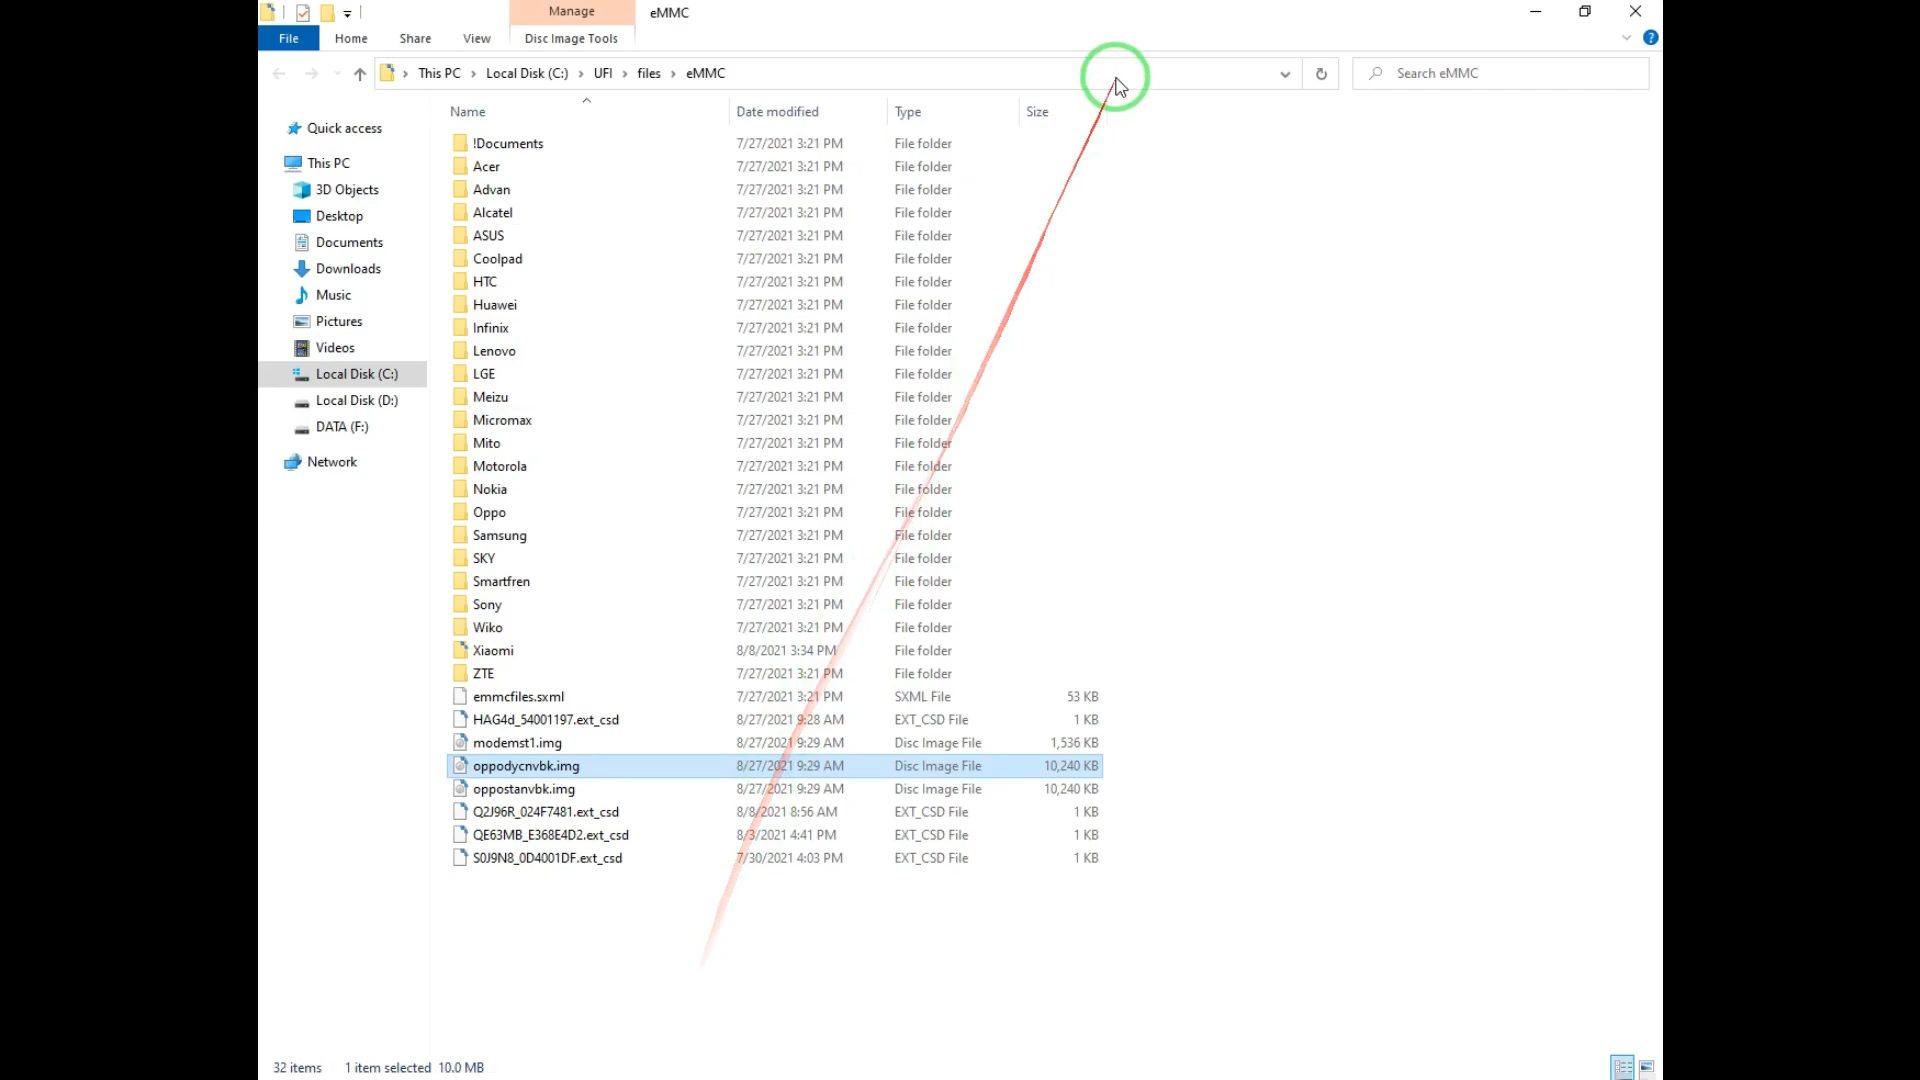 Manage
eMMC
File
Home
Share
View
Disc Image Tools
This PC
Local Disk (C:)
UFI
files
eMMC
Search eMMC
Name
Date modified
Type
Size
Quick access
This PC
3D Objects
Desktop
Documents
Downloads
Music
Pictures
Videos
Local Disk (C:)
Local Disk (D:)
DATA (F:)
Network
!Documents 7/27/2021 3:21 PM File folder
Acer 7/27/2021 3:21 PM File folder
Advan 7/27/2021 3:21 PM File folder
Alcatel 7/27/2021 3:21 PM File folder
ASUS 7/27/2021 3:21 PM File folder
Coolpad 7/27/2021 3:21 PM File folder
HTC 7/27/2021 3:21 PM File folder
Huawei 7/27/2021 3:21 PM File folder
Infinix 7/27/2021 3:21 PM File folder
Lenovo 7/27/2021 3:21 PM File folder
LGE 7/27/2021 3:21 PM File folder
Meizu 7/27/2021 3:21 PM File folder
Micromax 7/27/2021 3:21 PM File folder
Mito 7/27/2021 3:21 PM File folder
Motorola 7/27/2021 3:21 PM File folder
Nokia 7/27/2021 3:21 PM File folder
Oppo 7/27/2021 3:21 PM File folder
Samsung 7/27/2021 3:21 PM File folder
SKY 7/27/2021 3:21 PM File folder
Smartfren 7/27/2021 3:21 PM File folder
Sony 7/27/2021 3:21 PM File folder
Wiko 7/27/2021 3:21 PM File folder
Xiaomi 8/8/2021 3:34 PM File folder
ZTE 7/27/2021 3:21 PM File folder
emmcfiles.sxml 7/27/2021 3:21 PM SXML File 53 KB
HAG4d_54001197.ext_csd 8/27/2021 9:28 AM EXT_CSD File 1 KB
modemst1.img 8/27/2021 9:29 AM Disc Image File 1,536 KB
oppodycnvbk.img 8/27/2021 9:29 AM Disc Image File 10,240 KB
oppostanvbk.img 8/27/2021 9:29 AM Disc Image File 10,240 KB
Q2J96R_024F7481.ext_csd 8/8/2021 8:56 AM EXT_CSD File 1 KB
QE63MB_E368E4D2.ext_csd 8/3/2021 4:41 PM EXT_CSD File 1 KB
S0J9N8_0D4001DF.ext_csd 7/30/2021 4:03 PM EXT_CSD File 1 KB
32 items 1 item selected 10.0 MB